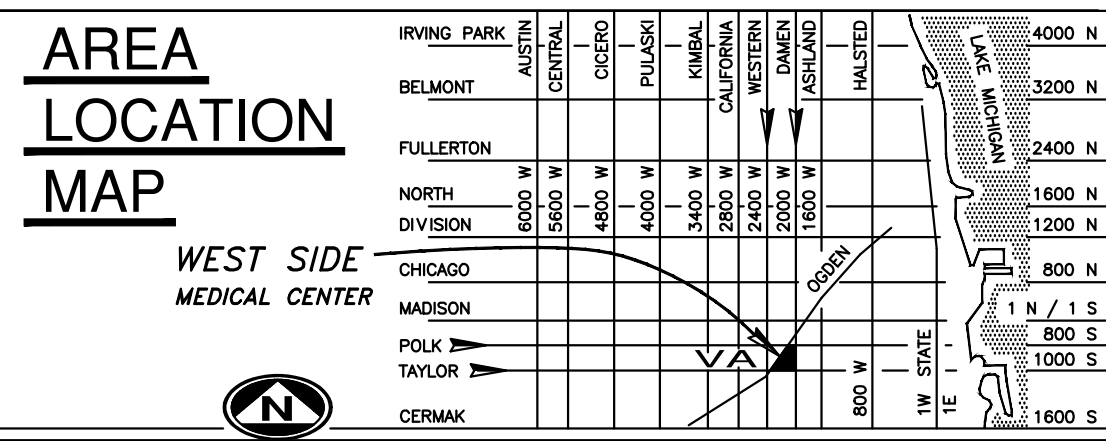 AREA
LOCATION
MAP
WEST SIDE
MEDICAL CENTER
N
IRVING PARK
BELMONT
FULLERTON
NORTH
DIVISION
CHICAGO
MADISON
POLK
TAYLOR
CERMAK
AUSTIN
CENTRAL
CICERO
PULASKI
KIMBAL
CALIFORNIA
WESTERN
DAMEN
ASHLAND
HALSTED
6000 W
5600 W
4800 W
4000 W
3400 W
2800 W
2400 W
2000 W
1600 W
800 W
OGDEN
VA
1W STATE
1E
LAKE MICHIGAN
4000 N
3200 N
2400 N
1600 N
1200 N
800 N
1 N / 1 S
800 S
1000 S
1600 S